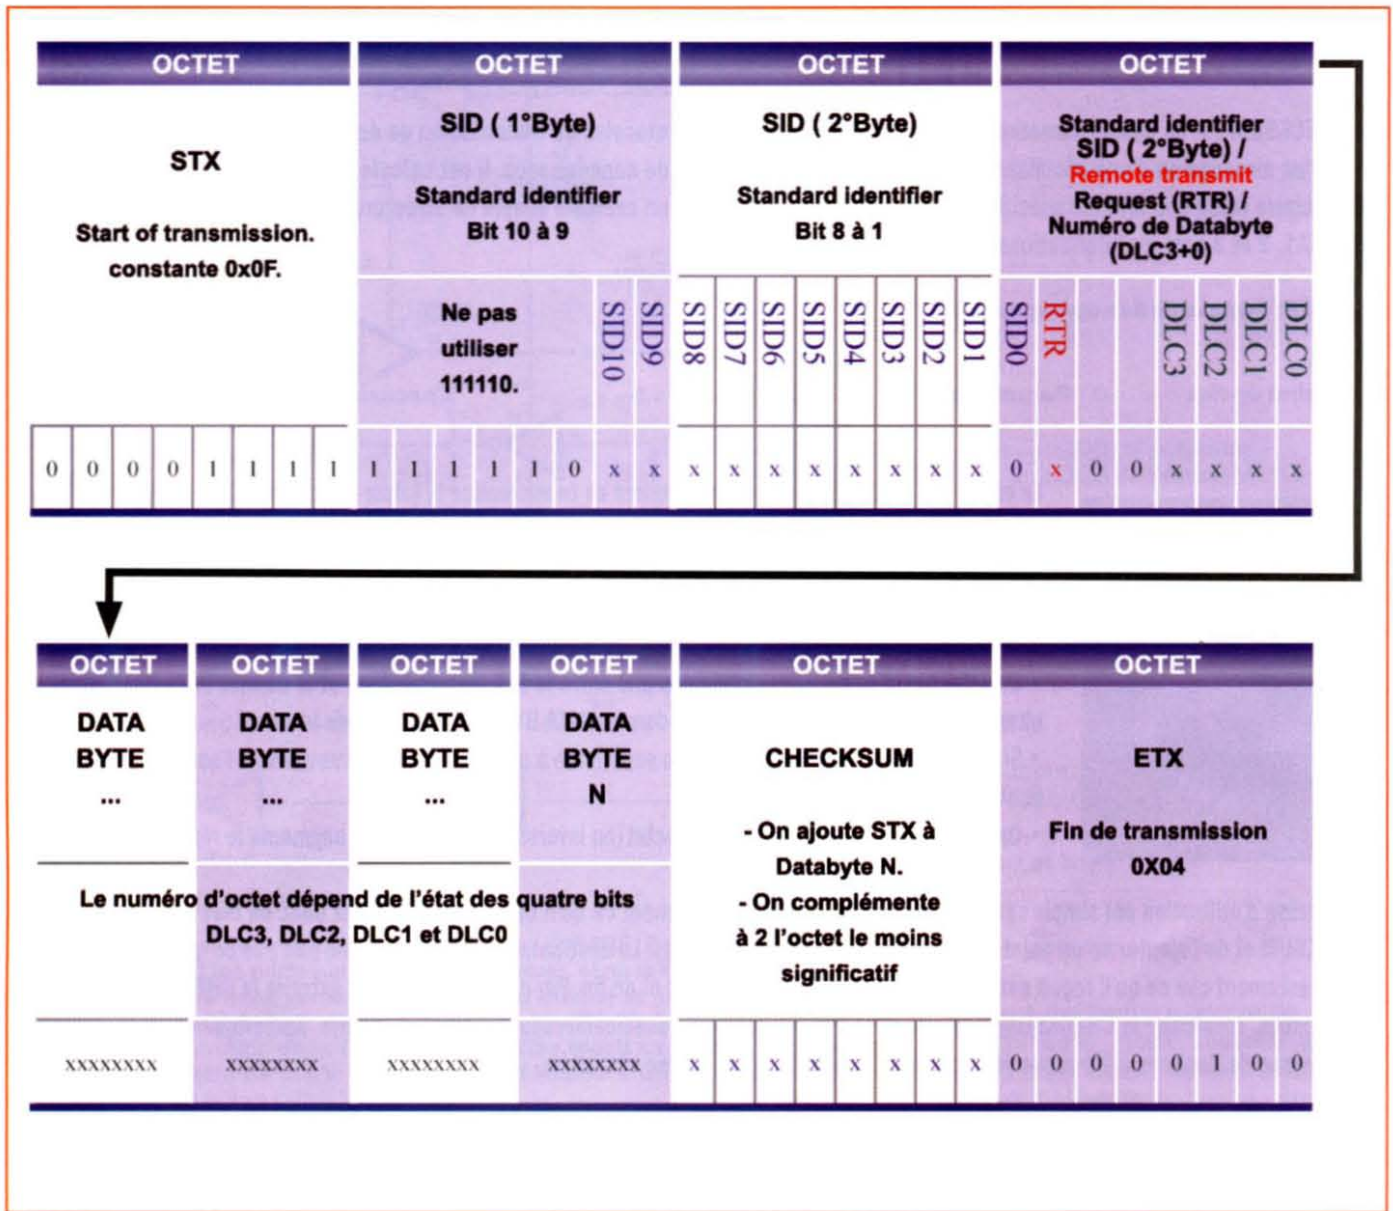 OCTET OCTET OCTET OCTET
STX
Start of transmission.
constante 0x0F.
SID ( 1°Byte)
Standard identifier
Bit 10 à 9
SID ( 2°Byte)
Standard identifier
Bit 8 à 1
Standard identifier
SID ( 2°Byte) /
Remote transmit
Request (RTR) /
Numéro de Databyte
(DLC3+0)
Ne pas
utiliser
111110.
SID10 SID9 SID8 SID7 SID6 SID5 SID4 SID3 SID2 SID1 SID0 RTR DLC3 DLC2 DLC1 DLC0
0 0 0 0 1 1 1 1 1 1 1 1 1 0 x x x x x x x x x x 0 x 0 0 x x x x
OCTET OCTET OCTET OCTET OCTET OCTET
DATA
BYTE
...
DATA
BYTE
...
DATA
BYTE
...
DATA
BYTE
N
Le numéro d'octet dépend de l'état des quatre bits
DLC3, DLC2, DLC1 et DLC0
CHECKSUM
- On ajoute STX à
Databyte N.
- On complémente
à 2 l'octet le moins
significatif
ETX
Fin de transmission
0X04
xxxxxxxx xxxxxxxx xxxxxxxx xxxxxxxx x x x x x x x x 0 0 0 0 0 1 0 0